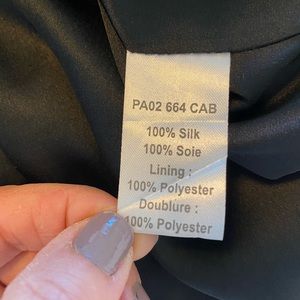 PA02 664 CAB
100% Silk
100% Soie
Lining :
100% Polyester
Doublure :
100% Polyester